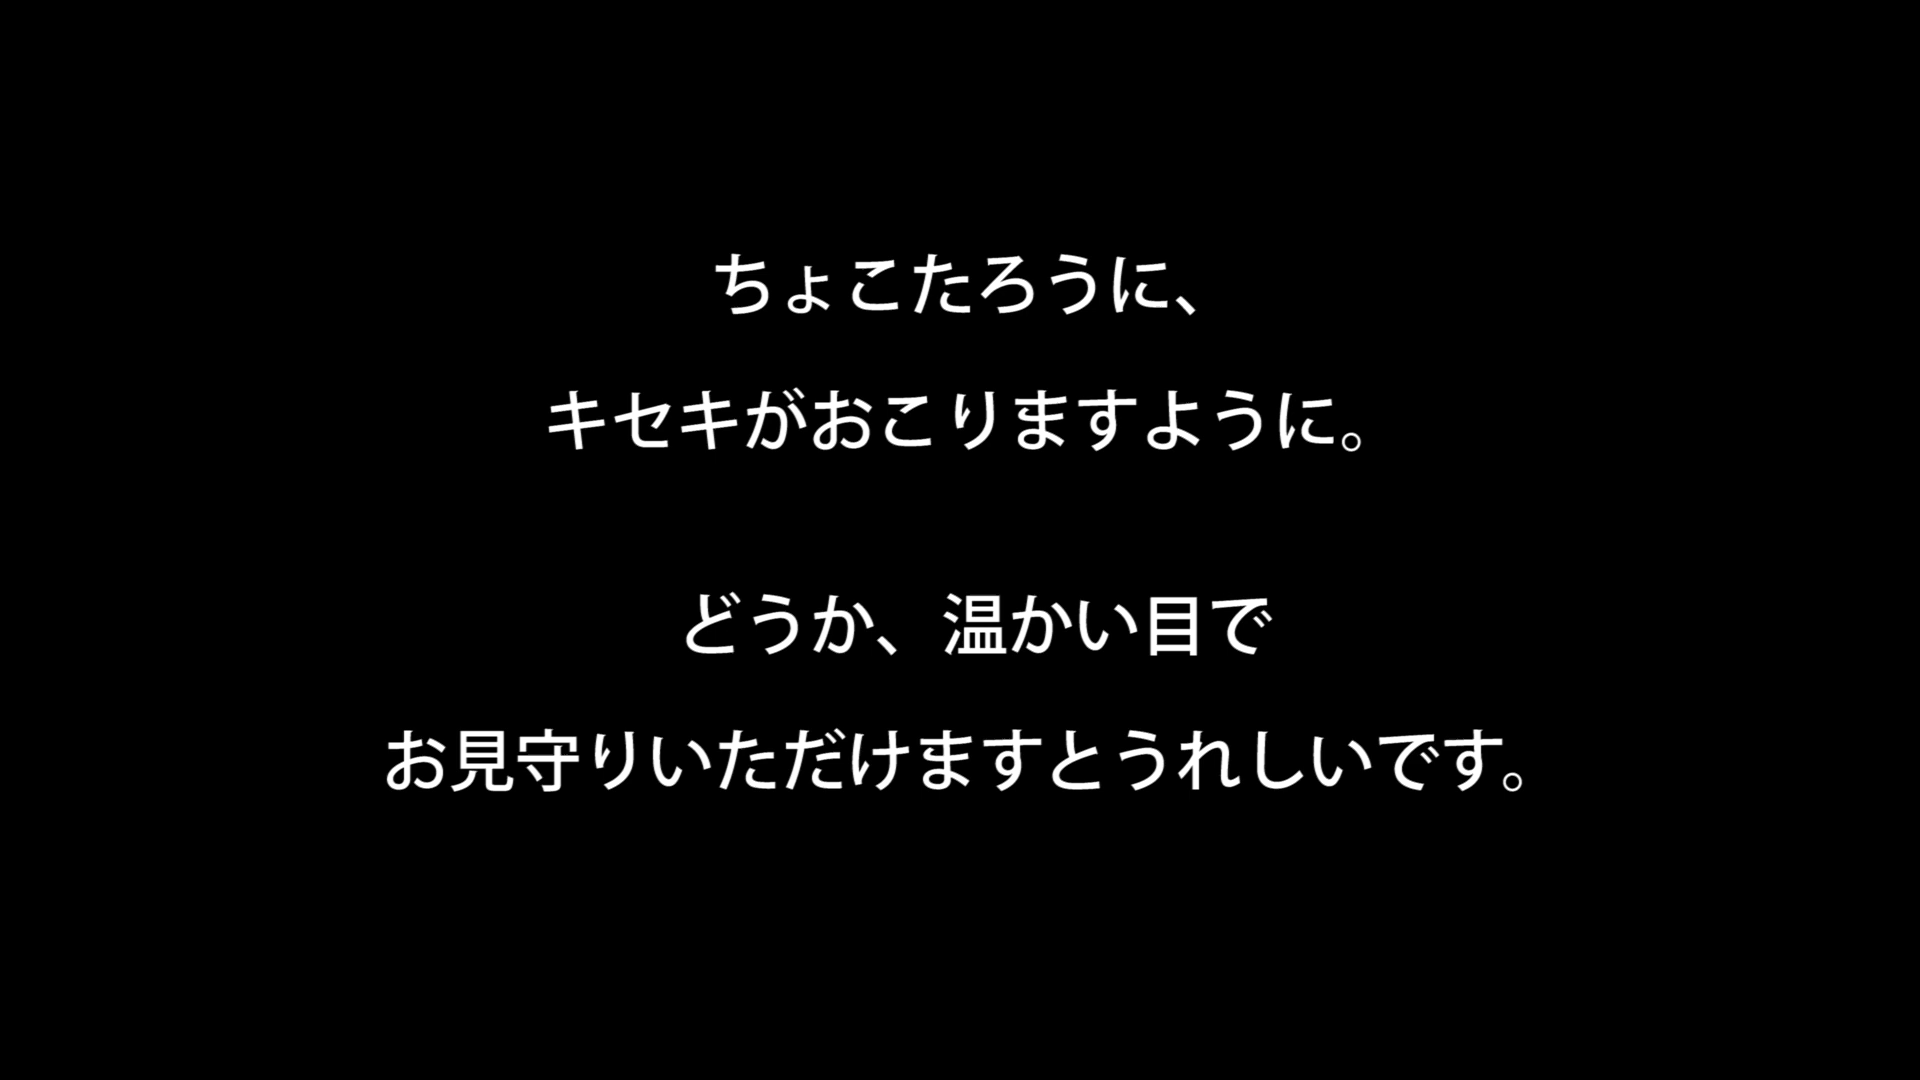 ちょこたろうに、
キセキがおこりますように。
どうか、温かい目で
お見守りいただけますとうれしいです。